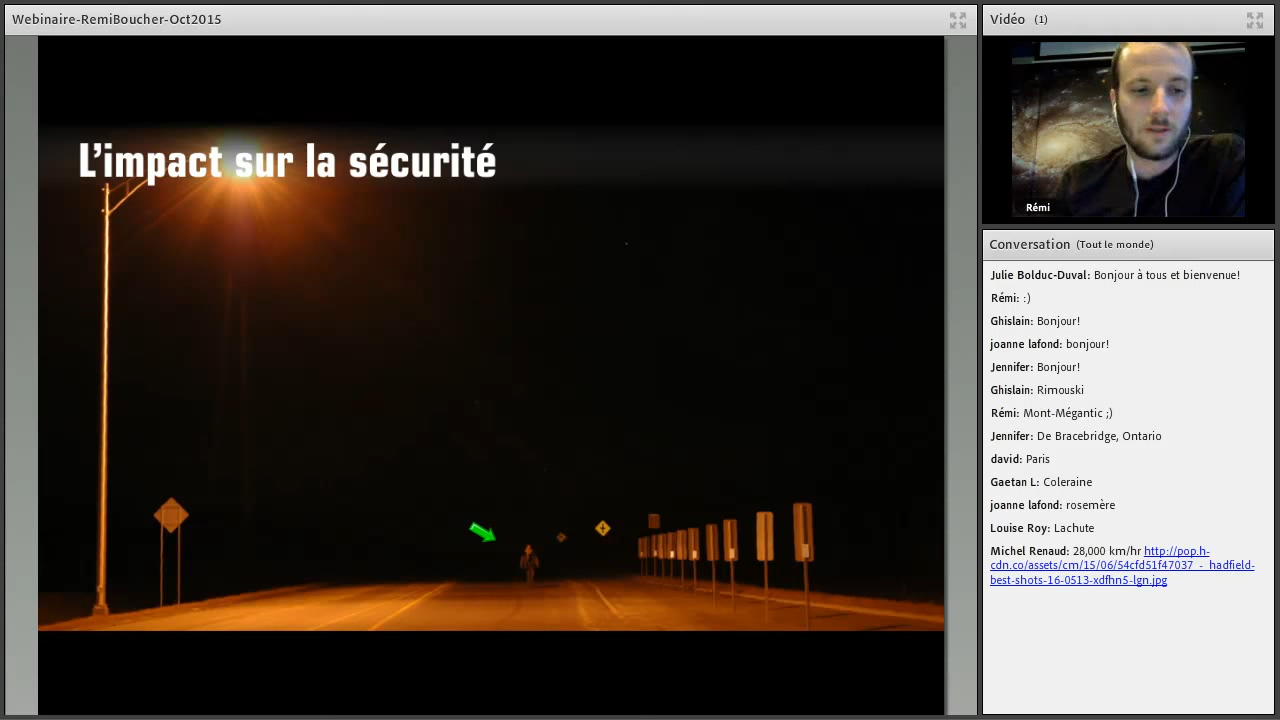 Webinaire-RemiBoucher-Oct2015
L'impact sur la sécurité
Vidéo (1)
Rémi
Conversation (Tout le monde)
Julie Bolduc-Duval: Bonjour à tous et bienvenue!
Rémi: :)
Ghislain: Bonjour!
joanne lafond: bonjour!
Jennifer: Bonjour!
Ghislain: Rimouski
Rémi: Mont-Mégantic ;)
Jennifer: De Bracebridge, Ontario
david: Paris
Gaetan L: Coleraine
joanne lafond: rosemère
Louise Roy: Lachute
Michel Renaud: 28,000 km/hr http://pop.h-
cdn.co/assets/cm/15/06/54cfd51f47037_-_hadfield-
best-shots-16-0513-xdfhn5-lgn.jpg